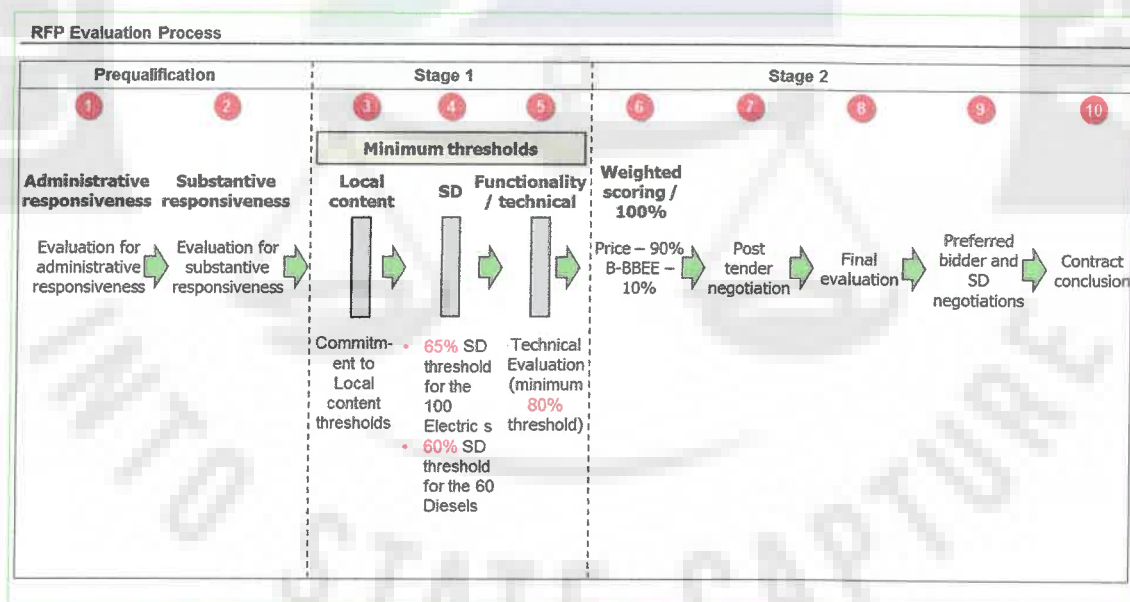 RFP Evaluation Process
Prequalification
Stage 1
Stage 2
1
2
3
4
5
6
7
8
9
10
Minimum thresholds
Administrative
responsiveness
Substantive
responsiveness
Local
content
SD
Functionality
/ technical
Weighted
scoring /
100%
Evaluation for
administrative
responsiveness
Evaluation for
substantive
responsiveness
Price – 90%
B-BBEE –
10%
Post
tender
negotiation
Final
evaluation
Preferred
bidder and
SD
negotiations
Contract
conclusion
Commitm-
ent to
Local
content
thresholds
• 65% SD
threshold
for the
100
Electric s
• 60% SD
threshold
for the 60
Diesels
Technical
Evaluation
(minimum
80%
threshold)
INTO STATE CAPTURE